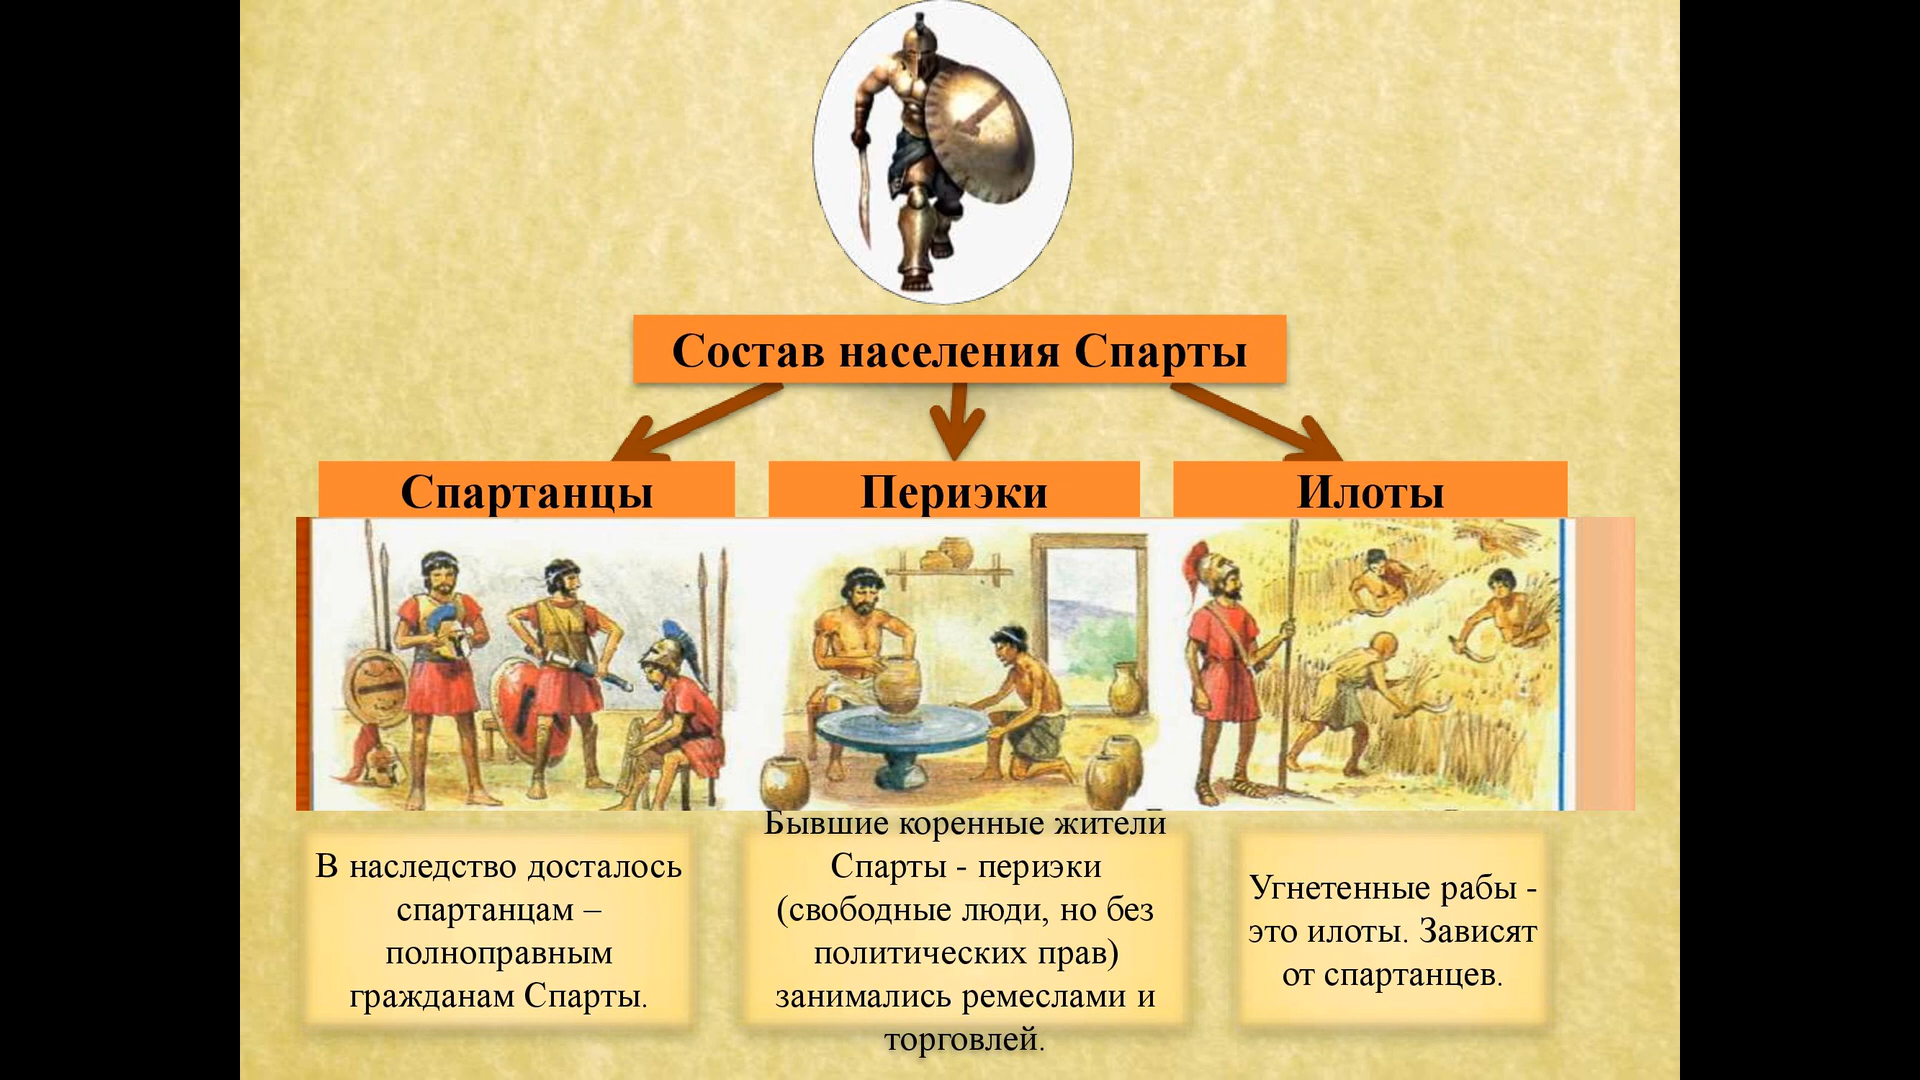 Состав населения Спарты
Спартанцы
Периэки
Илоты
В наследство досталось
спартанцам –
полноправным
гражданам Спарты.
Бывшие коренные жители
Спарты - периэки
(свободные люди, но без
политических прав)
занимались ремеслами и
торговлей.
Угнетенные рабы -
это илоты. Зависят
от спартанцев.